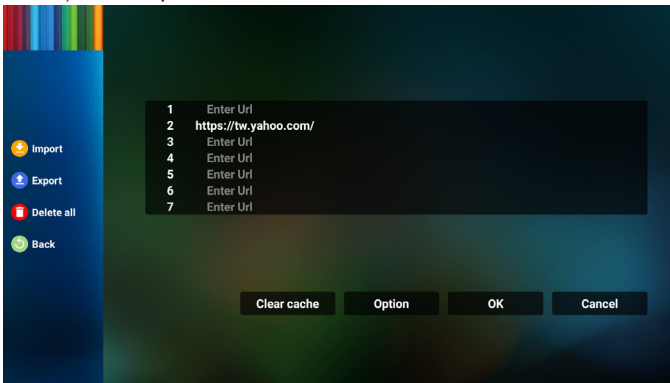 Import
Export
Delete all
Back
1 Enter Url
2 https://tw.yahoo.com/
3 Enter Url
4 Enter Url
5 Enter Url
6 Enter Url
7 Enter Url
Clear cache Option OK Cancel